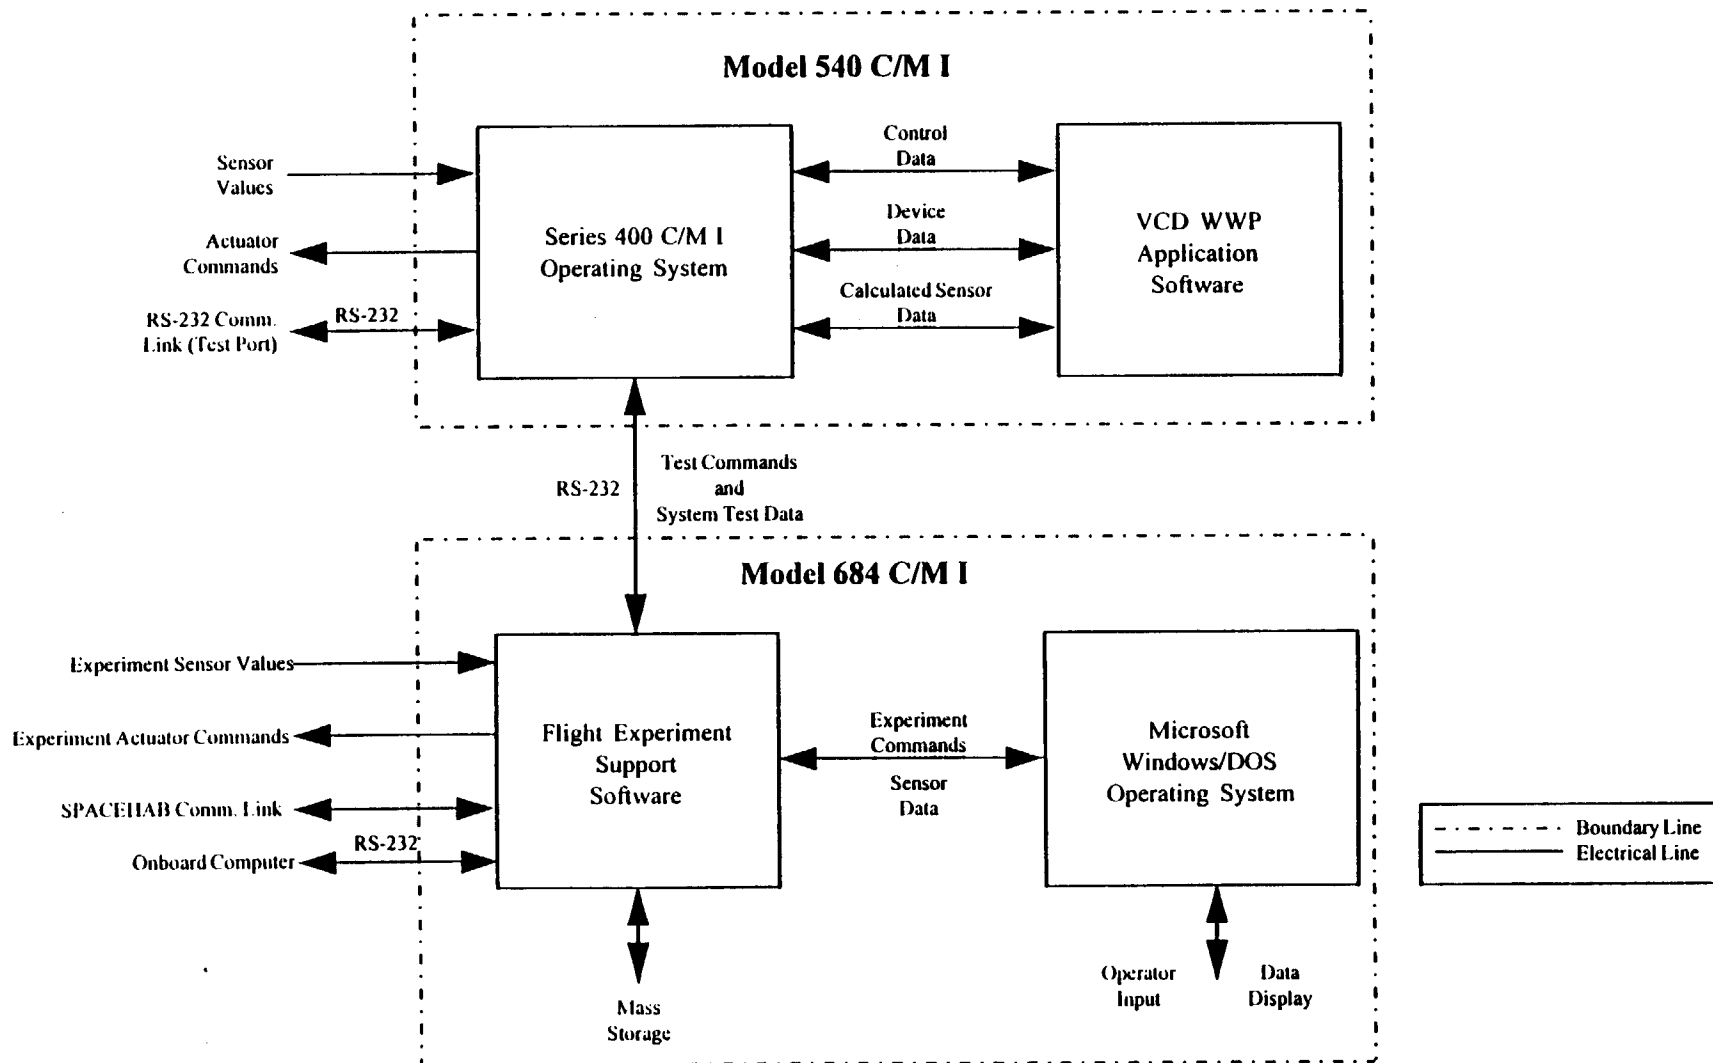 Model 540 C/M I
Sensor
Values
Actuator
Commands
RS-232 Comm.
Link (Test Port)
RS-232
Series 400 C/M I
Operating System
Control
Data
Device
Data
Calculated Sensor
Data
VCD WWP
Application
Software
RS-232
Test Commands
and
System Test Data
Model 684 C/M I
Experiment Sensor Values
Experiment Actuator Commands
SPACEHAB Comm. Link
Onboard Computer
RS-232
Flight Experiment
Support
Software
Experiment
Commands
Sensor
Data
Microsoft
Windows/DOS
Operating System
Mass
Storage
Operator
Input
Data
Display
Boundary Line
Electrical Line